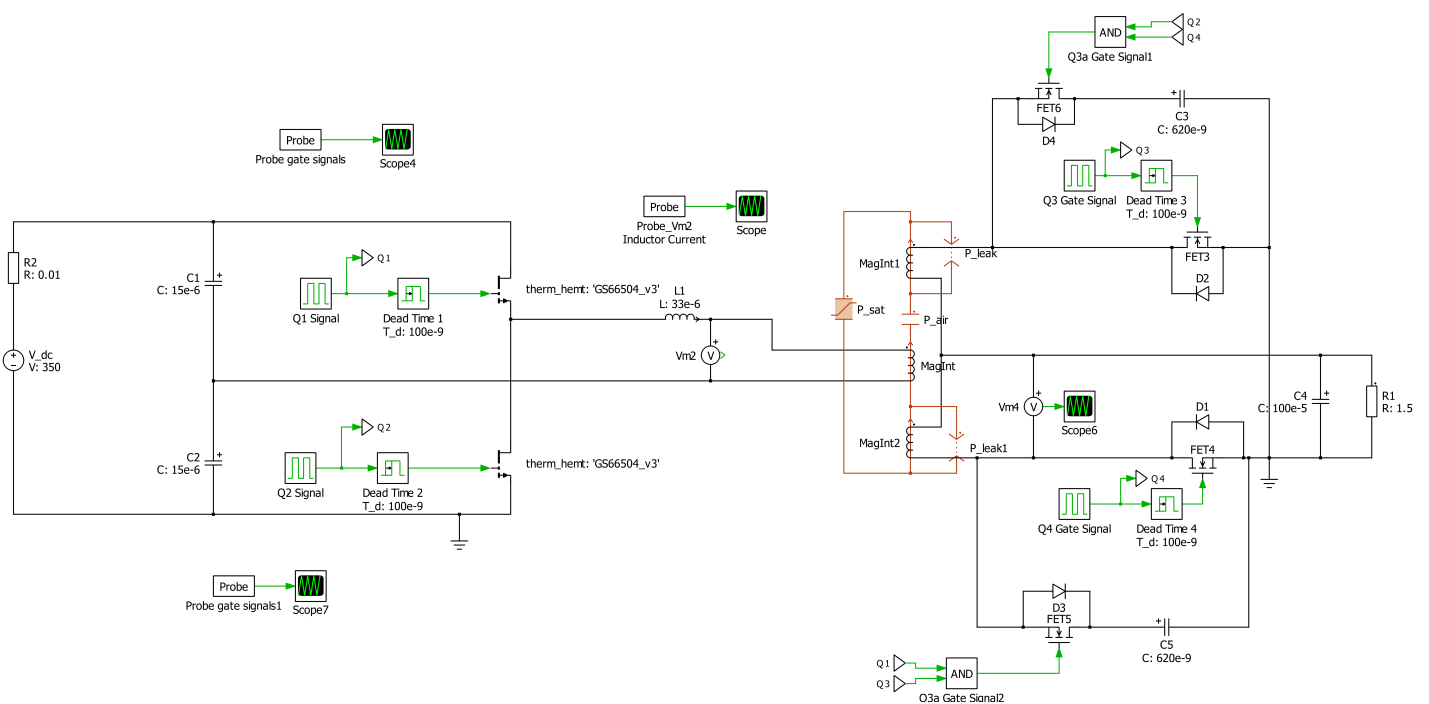 Q2
AND
Q4
Q3a Gate Signal1
+
FET6
C3
C: 620e-9
D4
Probe
Probe gate signals
Scope4
Q3
Q3 Gate Signal
Dead Time 3
T_d: 100e-9
Probe
Probe_Vm2
Inductor Current
Scope
FET3
D2
P_leak
MagInt1
R2
R: 0.01
C1
+
C: 15e-6
Q1
Q1 Signal
Dead Time 1
T_d: 100e-9
therm_hemt: 'GS66504_v3'
L1
L: 33e-6
P_sat
P_air
+
V_dc
V: 350
Vm2
V
+
MagInt
C4
+
C: 100e-5
R1
R: 1.5
Vm4
V
+
Scope6
D1
C2
+
C: 15e-6
Q2
Q2 Signal
Dead Time 2
T_d: 100e-9
therm_hemt: 'GS66504_v3'
MagInt2
P_leak1
FET4
Q4
Q4 Gate Signal
Dead Time 4
T_d: 100e-9
Probe
Probe gate signals1
Scope7
D3
FET5
+
C5
C: 620e-9
Q1
Q3
AND
Q3a Gate Signal2